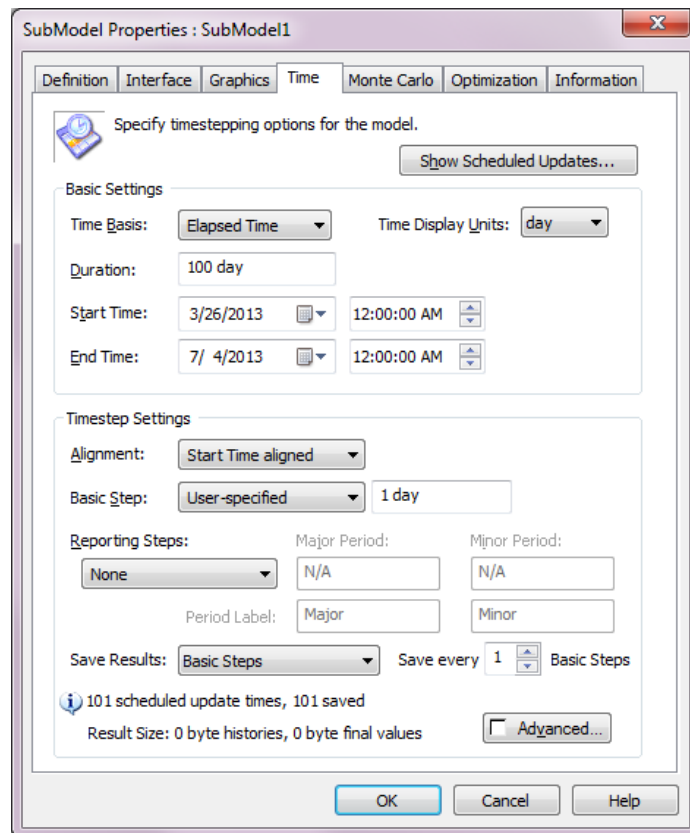 SubModel Properties : SubModel1
Definition Interface Graphics Time Monte Carlo Optimization Information
Specify timestepping options for the model.
Show Scheduled Updates...
Basic Settings
Time Basis: Elapsed Time Time Display Units: day
Duration: 100 day
Start Time: 3/26/2013 12:00:00 AM
End Time: 7/ 4/2013 12:00:00 AM
Timestep Settings
Alignment: Start Time aligned
Basic Step: User-specified 1 day
Reporting Steps: Major Period: Minor Period:
None N/A N/A
Period Label: Major Minor
Save Results: Basic Steps Save every 1 Basic Steps
101 scheduled update times, 101 saved
Result Size: 0 byte histories, 0 byte final values Advanced...
OK Cancel Help